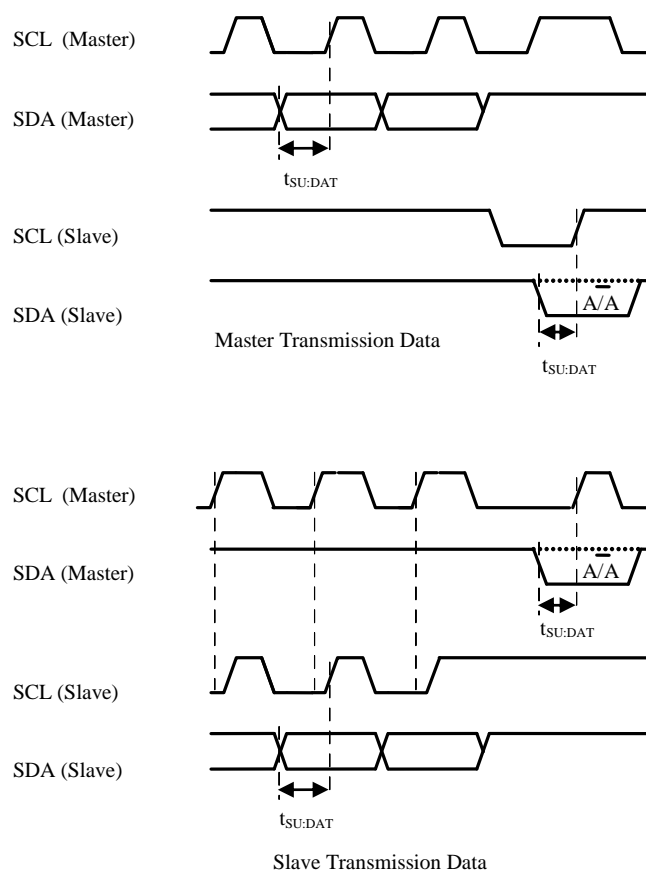 SCL (Master)
SDA (Master)
tSU:DAT
SCL (Slave)
SDA (Slave)
A/A̅
Master Transmission Data
tSU:DAT
SCL (Master)
SDA (Master)
A/A̅
tSU:DAT
SCL (Slave)
SDA (Slave)
tSU:DAT
Slave Transmission Data